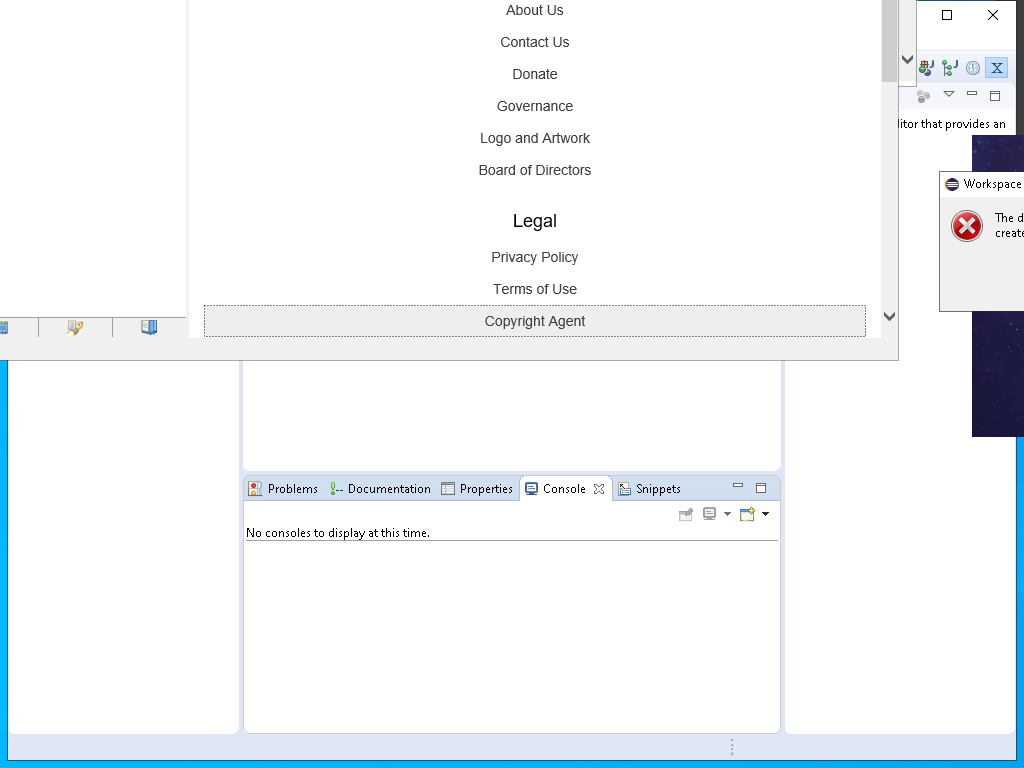 About Us
Contact Us
Donate
Governance
Logo and Artwork
Board of Directors
Legal
Privacy Policy
Terms of Use
Copyright Agent
X
itor that provides an
Workspace
The d
create
Problems Documentation Properties Console Snippets
No consoles to display at this time.